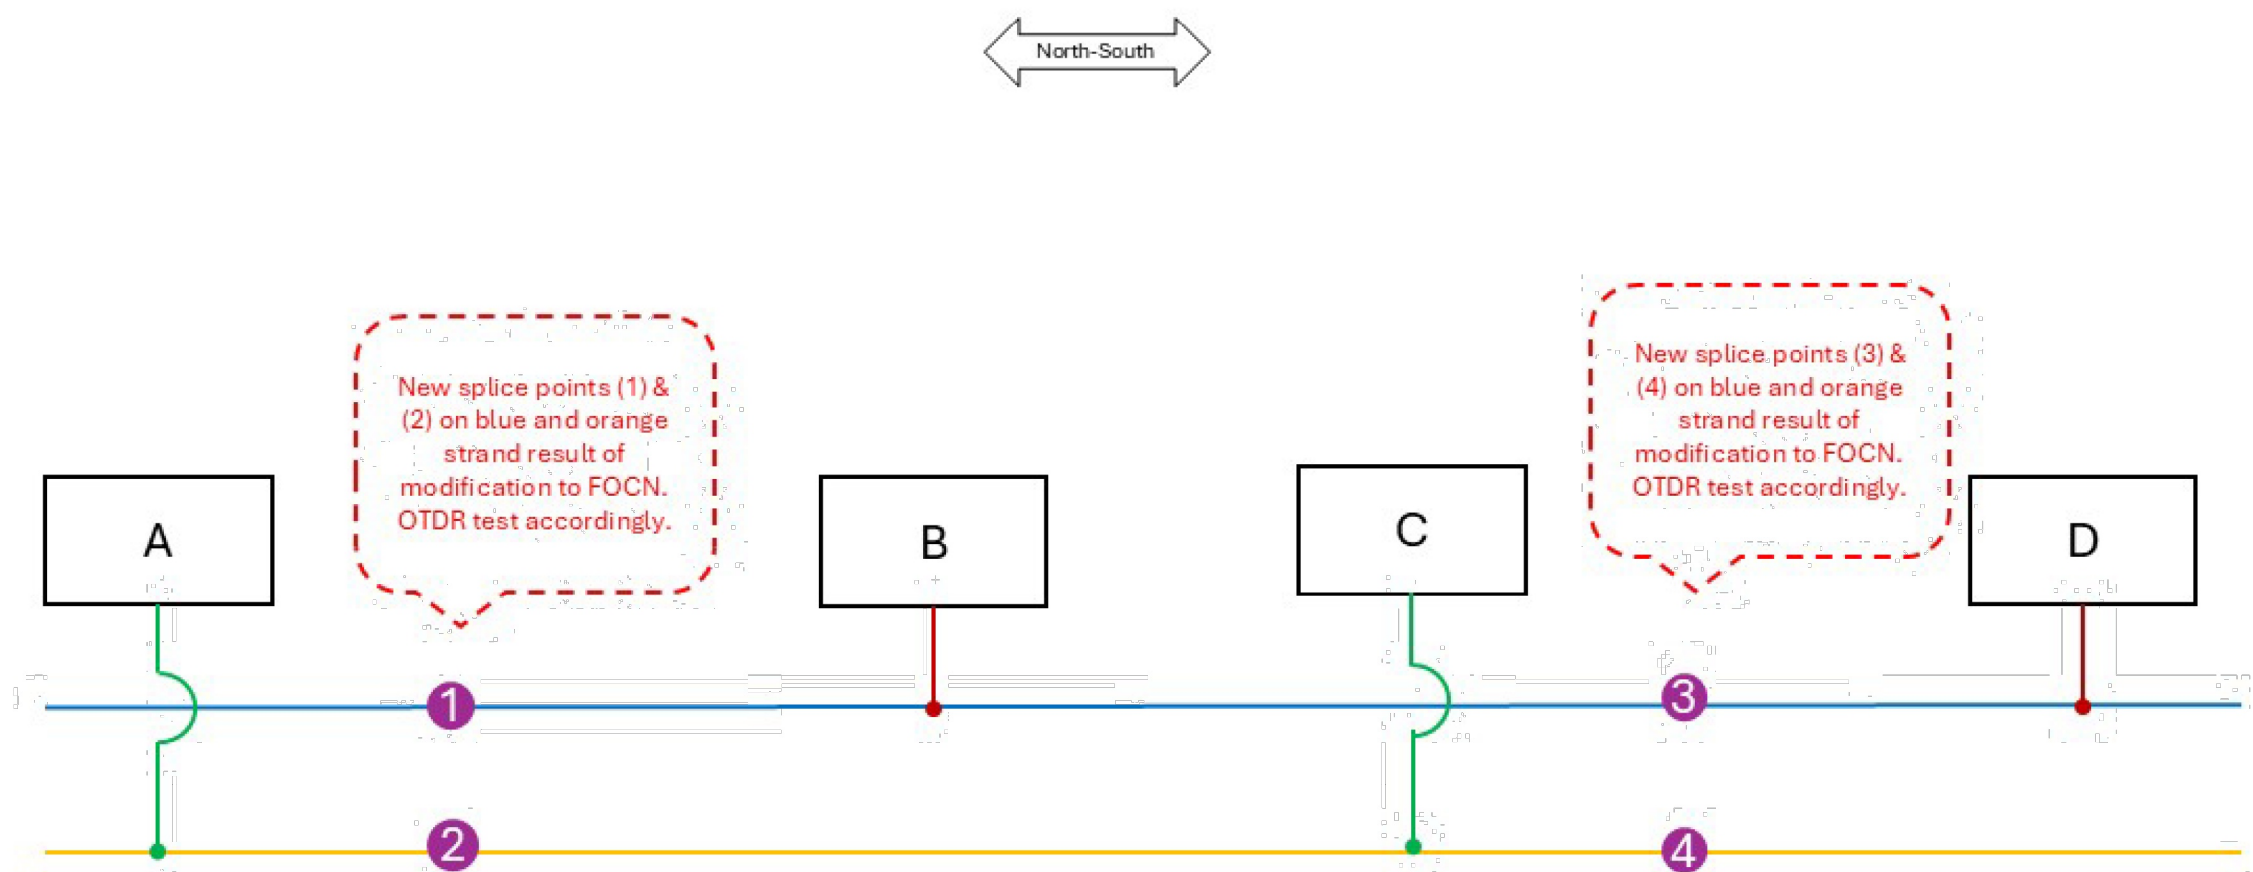 North-South
New splice points (1) &
(2) on blue and orange
strand result of
modification to FOCN.
OTDR test accordingly.
New splice points (3) &
(4) on blue and orange
strand result of
modification to FOCN.
OTDR test accordingly.
A
B
C
D
1
3
2
4